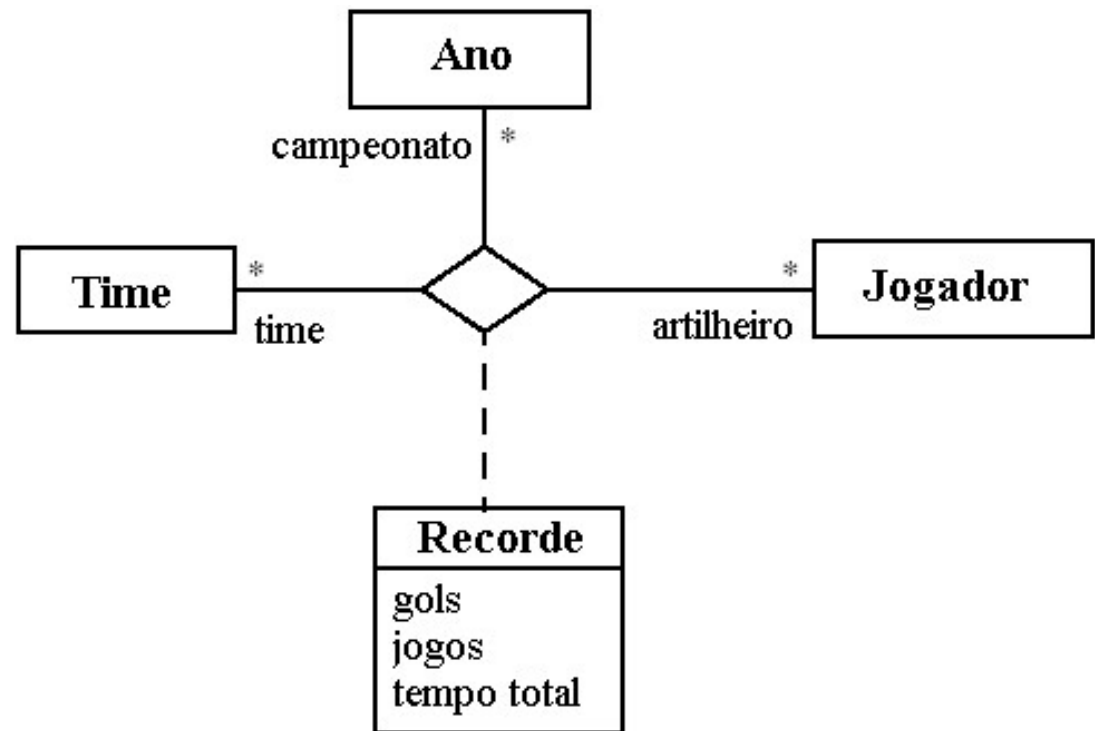 Ano
campeonato *
Time * * Jogador
time artilheiro
Recorde
gols
jogos
tempo total